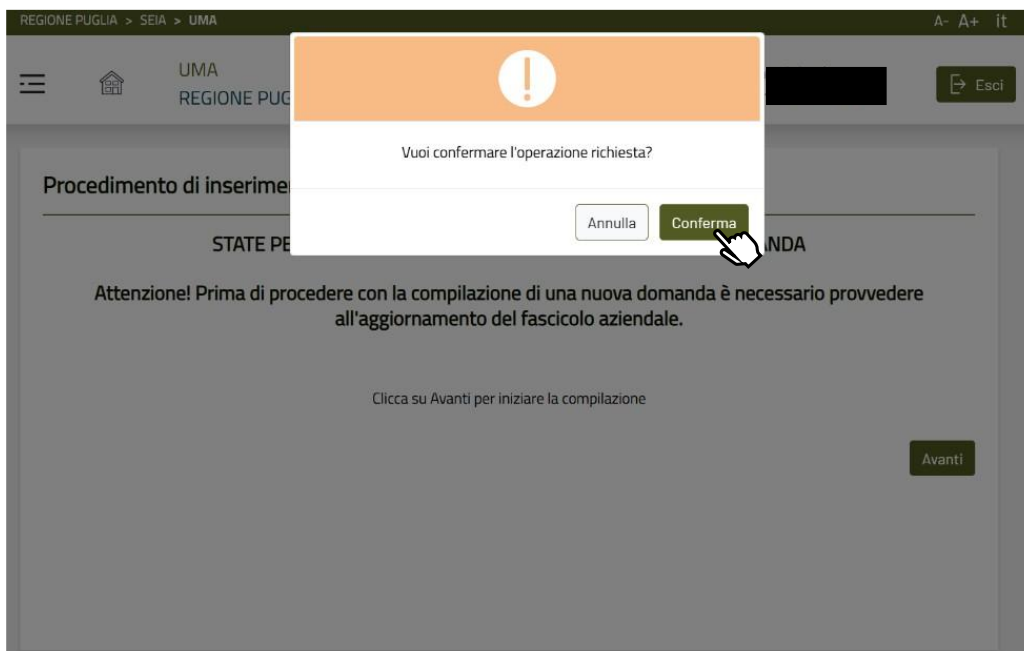 REGIONE PUGLIA > SEIA > UMA
A- A+ it
UMA
REGIONE PUG
Esci
Vuoi confermare l'operazione richiesta?
Annulla Conferma
Procedimento di inserime
STATE PE NDA
Attenzione! Prima di procedere con la compilazione di una nuova domanda è necessario provvedere
all'aggiornamento del fascicolo aziendale.
Clicca su Avanti per iniziare la compilazione
Avanti